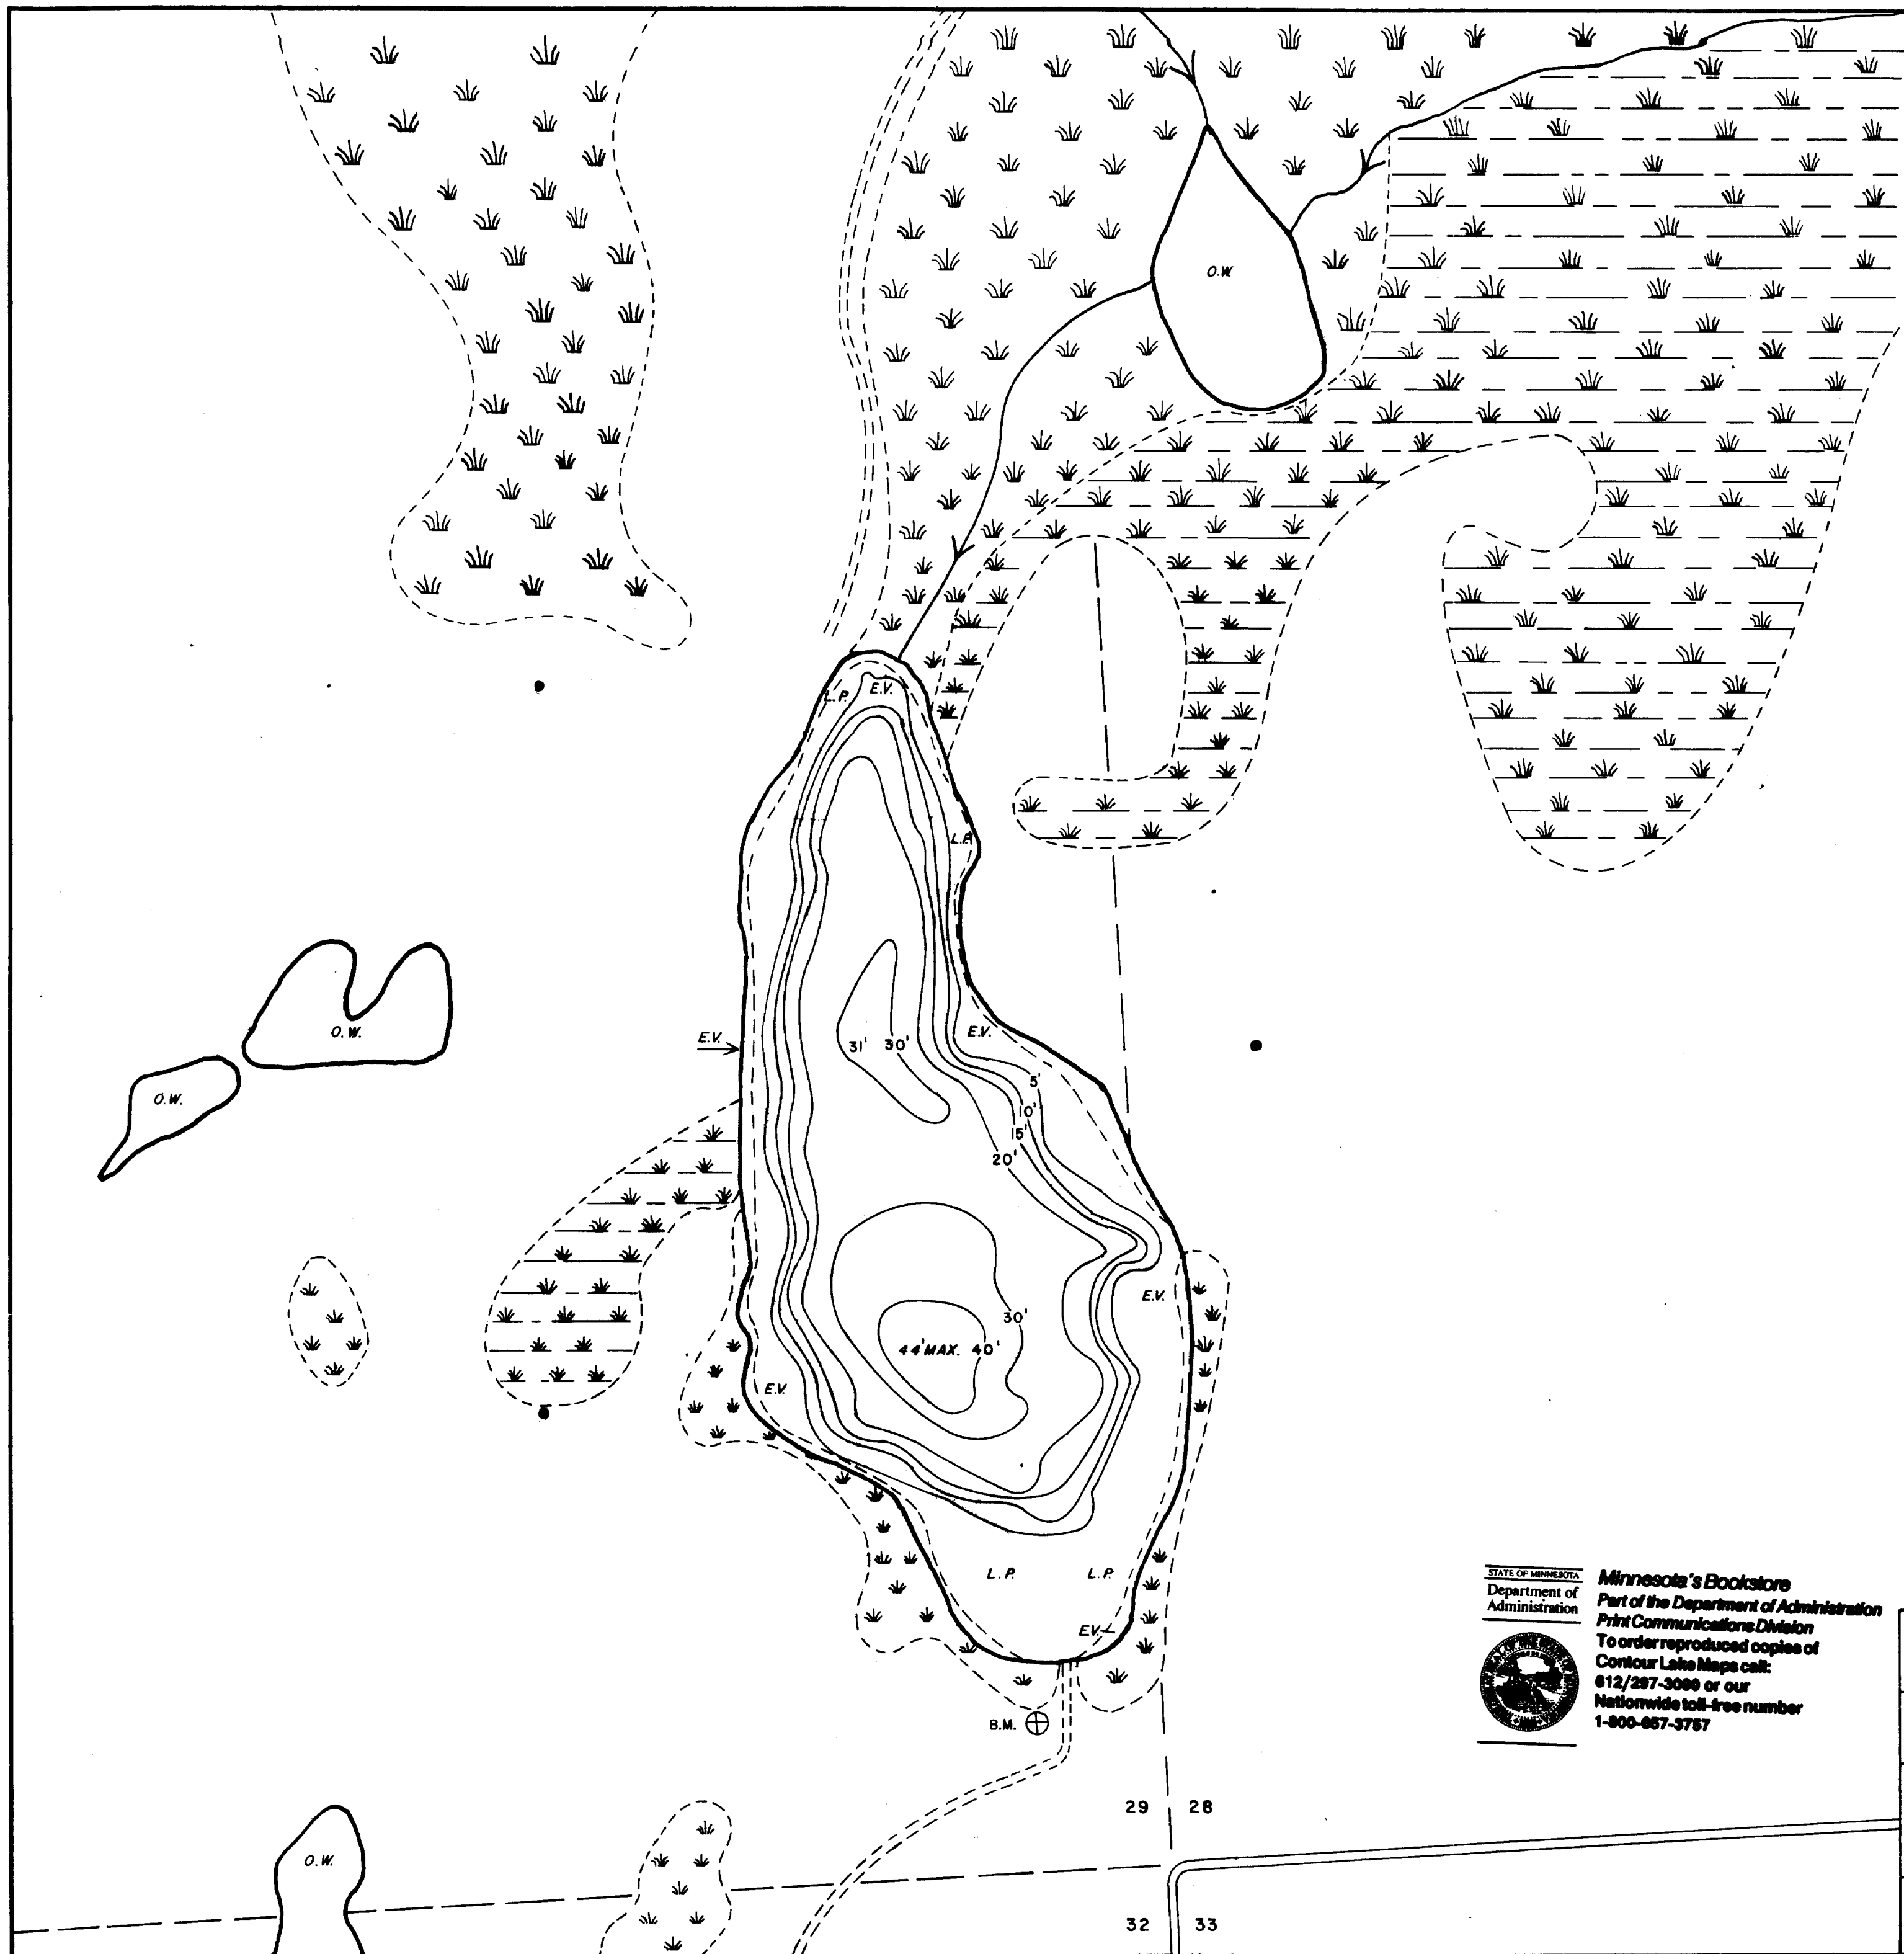 O.W.
L.P.
E.V.
L.P.
O.W.
E.V.
31' 30'
E.V.
5'
O.W.
10'
15'
20'
E.V.
30'
44' MAX. 40'
E.V.
L.P. L.P.
E.V.
B.M.
29 28
O.W.
32 33
STATE OF MINNESOTA
Department of
Administration
Minnesota's Bookstore
Part of the Department of Administration
Print Communications Division
To order reproduced copies of
Contour Lake Maps call:
612/297-3000 or our
Nationwide toll-free number
1-800-657-3757